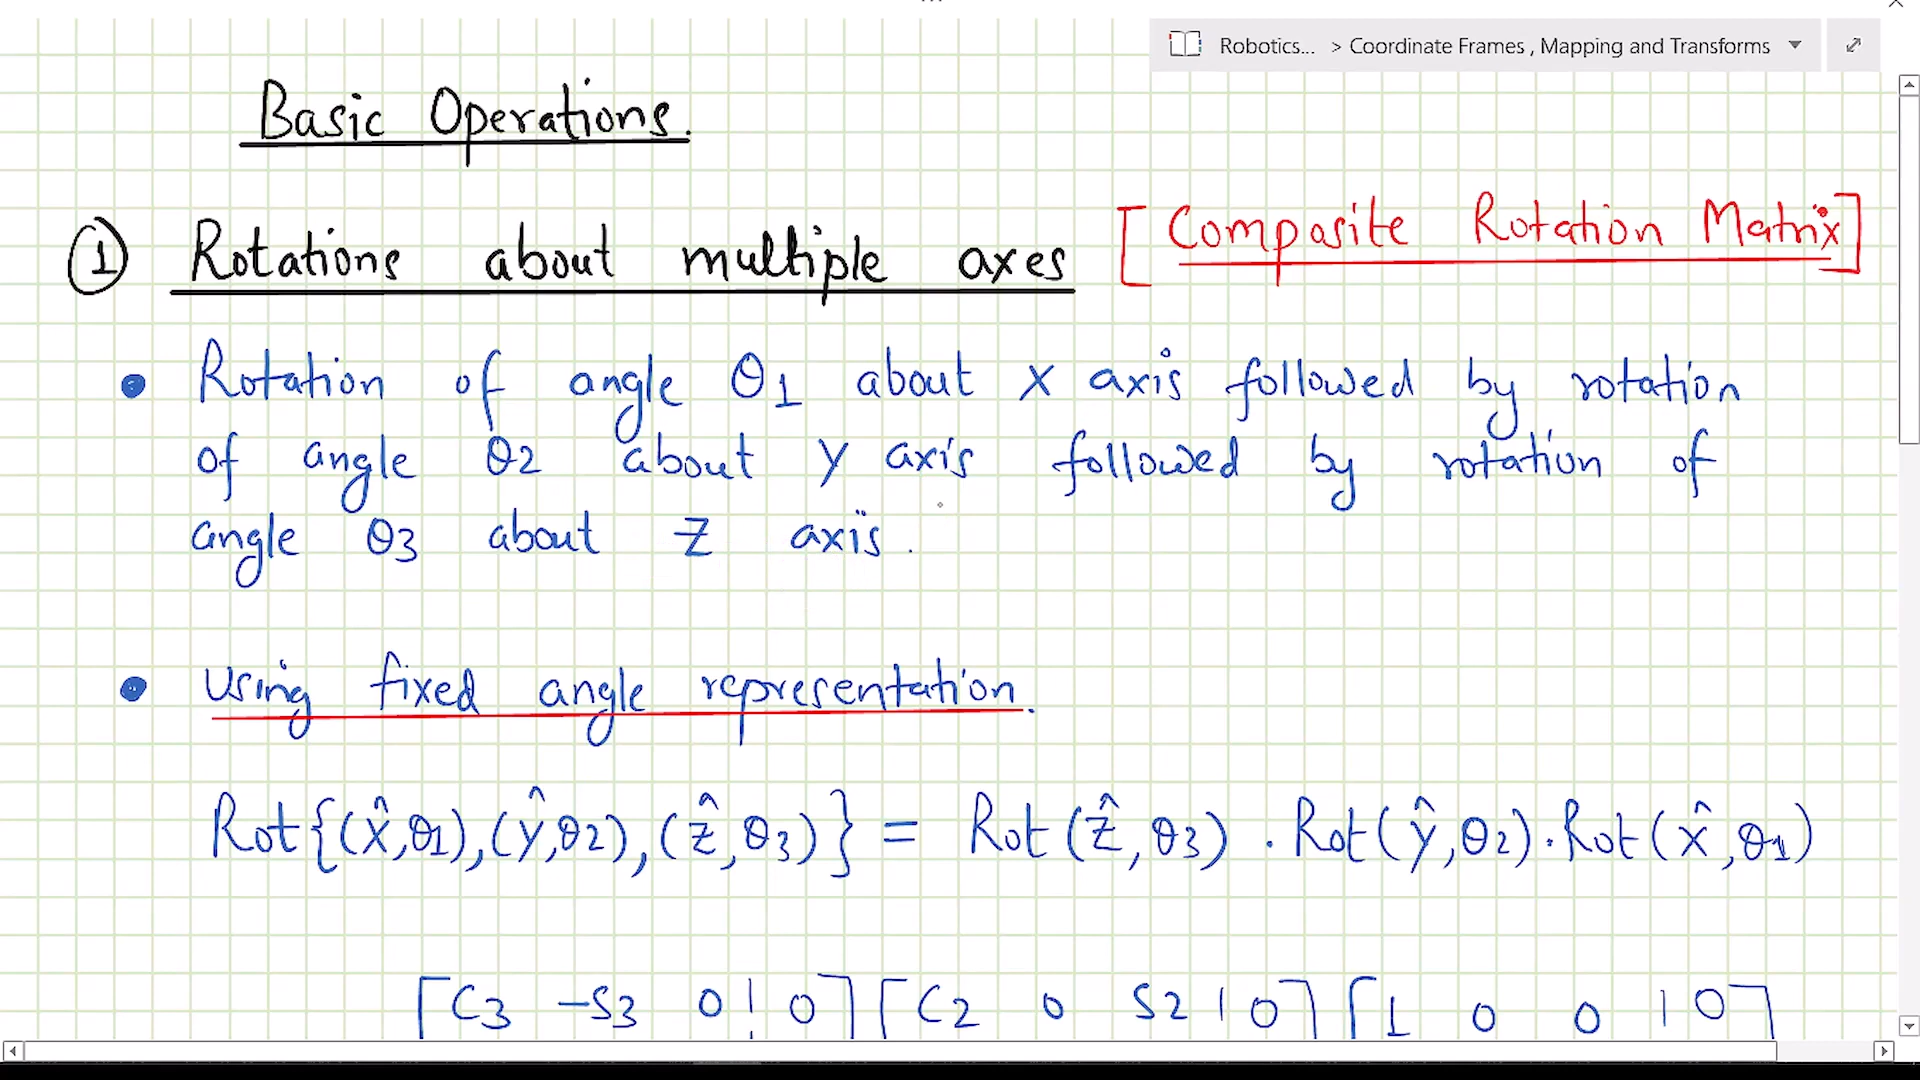 Robotics... > Coordinate Frames , Mapping and Transforms
Basic Operations.
① Rotations about multiple axes [Composite Rotation Matrix]
• Rotation of angle θ1 about X axis followed by rotation
of angle θ2 about Y axis followed by rotation of
angle θ3 about Z axis.
• Using fixed angle representation.
Rot{(x̂,θ1),(ŷ,θ2),(ẑ,θ3)} = Rot(ẑ,θ3) . Rot(ŷ,θ2).Rot(x̂,θ1)
[C3 -S3 0 | 0] [C2 0 S2 | 0] [1 0 0 | 0]